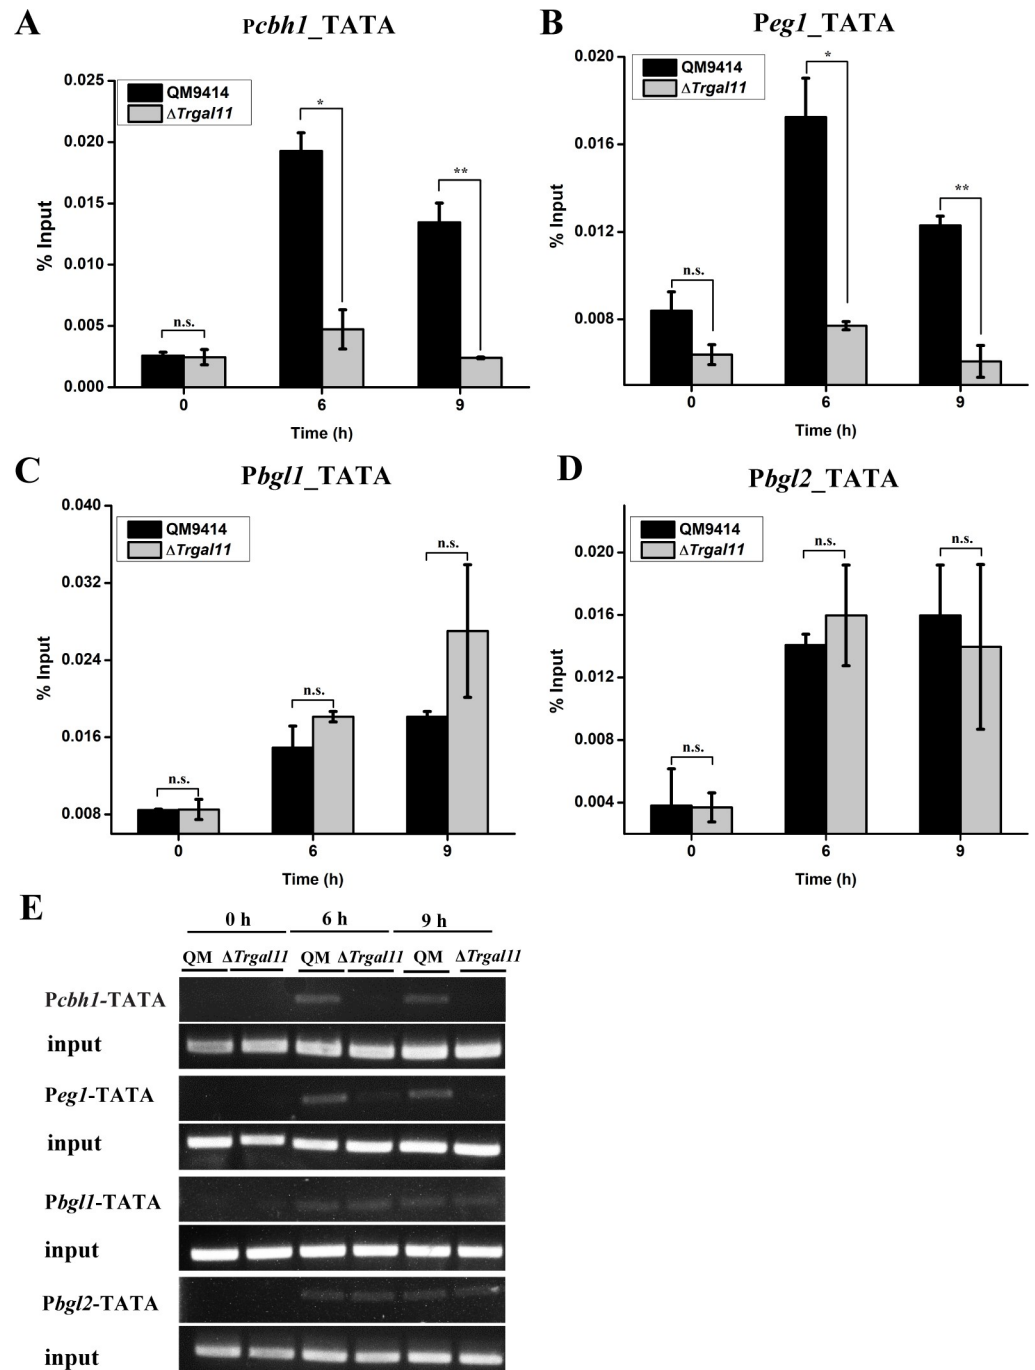 A
Pcbh1_TATA
0.025
0.020
0.015
0.010
0.005
0.000
% Input
QM9414
ΔTrgal11
n.s.
*
**
0 6 9
Time (h)
B
Peg1_TATA
0.020
0.016
0.012
0.008
% Input
QM9414
ΔTrgal11
n.s.
*
**
0 6 9
Time (h)
C
Pbgl1_TATA
0.040
0.032
0.024
0.016
0.008
% Input
QM9414
ΔTrgal11
n.s.
n.s.
n.s.
0 6 9
Time (h)
D
Pbgl2_TATA
0.020
0.016
0.012
0.008
0.004
% Input
QM9414
ΔTrgal11
n.s.
n.s.
n.s.
0 6 9
Time (h)
E
0 h 6 h 9 h
QM ΔTrgal11 QM ΔTrgal11 QM ΔTrgal11
Pcbh1-TATA
input
Peg1-TATA
input
Pbgl1-TATA
input
Pbgl2-TATA
input